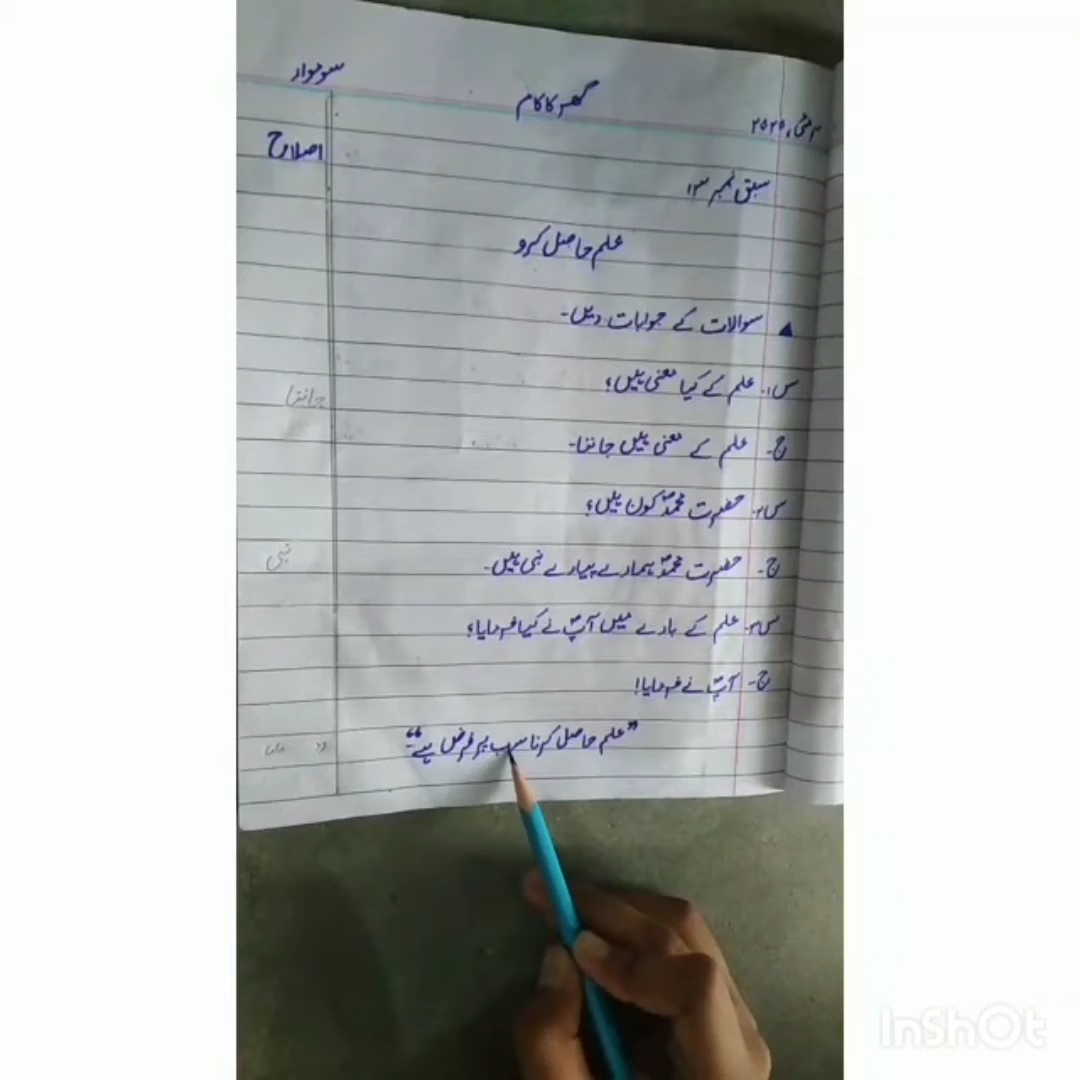 سوموار
گھر کا کام
۴ مئی، ۲۰۲۰
اصلاح
سبق نمبر ۱۳
علم حاصل کرو
سوالات کے جوابات دیں۔
س۱۔ علم کے کیا معنی ہیں؟
جاننا
ج۔ علم کے معنی ہیں جاننا۔
س۲۔ حضرت محمدؐ کون ہیں؟
نبی
ج۔ حضرت محمدؐ ہمارے پیارے نبی ہیں۔
س۳۔ علم کے بارے میں آپؐ نے کیا فرمایا؟
ج۔ آپؐ نے فرمایا!
”علم حاصل کرنا سب پر فرض ہے“
InShOt